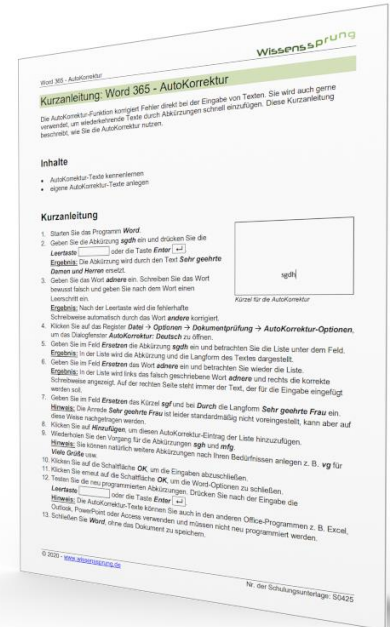 Wissenssprung
Word 365 - AutoKorrektur
Kurzanleitung: Word 365 - AutoKorrektur
Die AutoKorrektur-Funktion korrigiert Fehler direkt bei der Eingabe von Texten. Sie wird auch gerne
verwendet, um wiederkehrende Texte durch Abkürzungen schnell einzufügen. Diese Kurzanleitung
beschreibt, wie Sie die AutoKorrektur nutzen.
Inhalte
• AutoKorrektur-Texte kennenlernen
• eigene AutoKorrektur-Texte anlegen
Kurzanleitung
1. Starten Sie das Programm Word.
2. Geben Sie die Abkürzung sgdh ein und drücken Sie die
Leertaste oder die Taste Enter ↵.
Ergebnis: Die Abkürzung wird durch den Text Sehr geehrte
Damen und Herren ersetzt.
3. Geben Sie das Wort adnere ein. Schreiben Sie das Wort
bewusst falsch und geben Sie nach dem Wort einen
Leerschritt ein.
Ergebnis: Nach der Leertaste wird die fehlerhafte
Schreibweise automatisch durch das Wort andere korrigiert.
sgdh
Kürzel für die AutoKorrektur
4. Klicken Sie auf das Register Datei → Optionen → Dokumentprüfung → AutoKorrektur-Optionen,
um das Dialogfenster AutoKorrektur: Deutsch zu öffnen.
5. Geben Sie im Feld Ersetzen die Abkürzung sgdh ein und betrachten Sie die Liste unter dem Feld.
Ergebnis: In der Liste wird die Abkürzung und die Langform des Textes dargestellt.
6. Geben Sie im Feld Ersetzen das Wort adnere ein und betrachten Sie wieder die Liste.
Ergebnis: In der Liste wird links das falsch geschriebene Wort adnere und rechts die korrekte
Schreibweise angezeigt. Auf der rechten Seite steht immer der Text, der für die Eingabe eingefügt
werden soll.
7. Geben Sie im Feld Ersetzen das Kürzel sgf und bei Durch die Langform Sehr geehrte Frau ein.
Hinweis: Die Anrede Sehr geehrte Frau ist leider standardmäßig nicht voreingestellt, kann aber auf
diese Weise nachgetragen werden.
8. Klicken Sie auf Hinzufügen, um diesen AutoKorrektur-Eintrag der Liste hinzuzufügen.
9. Wiederholen Sie den Vorgang für die Abkürzungen sgh und mfg.
Hinweis: Sie können natürlich weitere Abkürzungen nach Ihren Bedürfnissen anlegen z. B. vg für
Viele Grüße usw.
10. Klicken Sie auf die Schaltfläche OK, um die Eingaben abzuschließen.
11. Klicken Sie erneut auf die Schaltfläche OK, um die Word-Optionen zu schließen.
12. Testen Sie die neu programmierten Abkürzungen. Drücken Sie nach der Eingabe die
Leertaste oder die Taste Enter ↵.
Hinweis: Die AutoKorrektur-Texte können Sie auch in den anderen Office-Programmen z. B. Excel,
Outlook, PowerPoint oder Access verwenden und müssen nicht neu programmiert werden.
13. Schließen Sie Word, ohne das Dokument zu speichern.
© 2020 - www.wissenssprung.de
Nr. der Schulungsunterlage: S0425